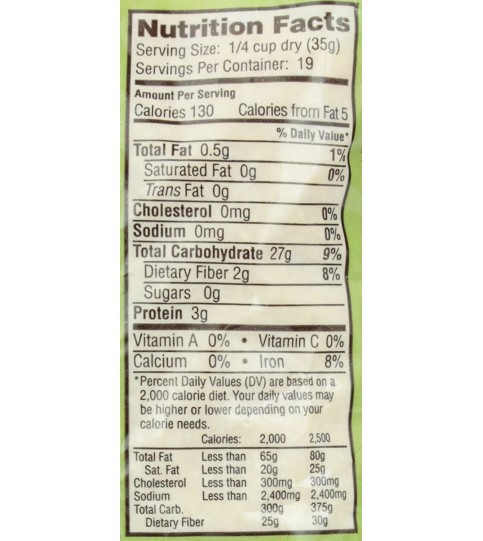 Nutrition Facts
Serving Size: 1/4 cup dry (35g)
Servings Per Container: 19
Amount Per Serving
Calories 130 Calories from Fat 5
% Daily Value*
Total Fat 0.5g 1%
Saturated Fat 0g 0%
Trans Fat 0g
Cholesterol 0mg 0%
Sodium 0mg 0%
Total Carbohydrate 27g 9%
Dietary Fiber 2g 8%
Sugars 0g
Protein 3g
Vitamin A 0% • Vitamin C 0%
Calcium 0% • Iron 8%
*Percent Daily Values (DV) are based on a
2,000 calorie diet. Your daily values may
be higher or lower depending on your
calorie needs.
Calories: 2,000 2,500
Total Fat Less than 65g 80g
Sat. Fat Less than 20g 25g
Cholesterol Less than 300mg 300mg
Sodium Less than 2,400mg 2,400mg
Total Carb. 300g 375g
Dietary Fiber 25g 30g